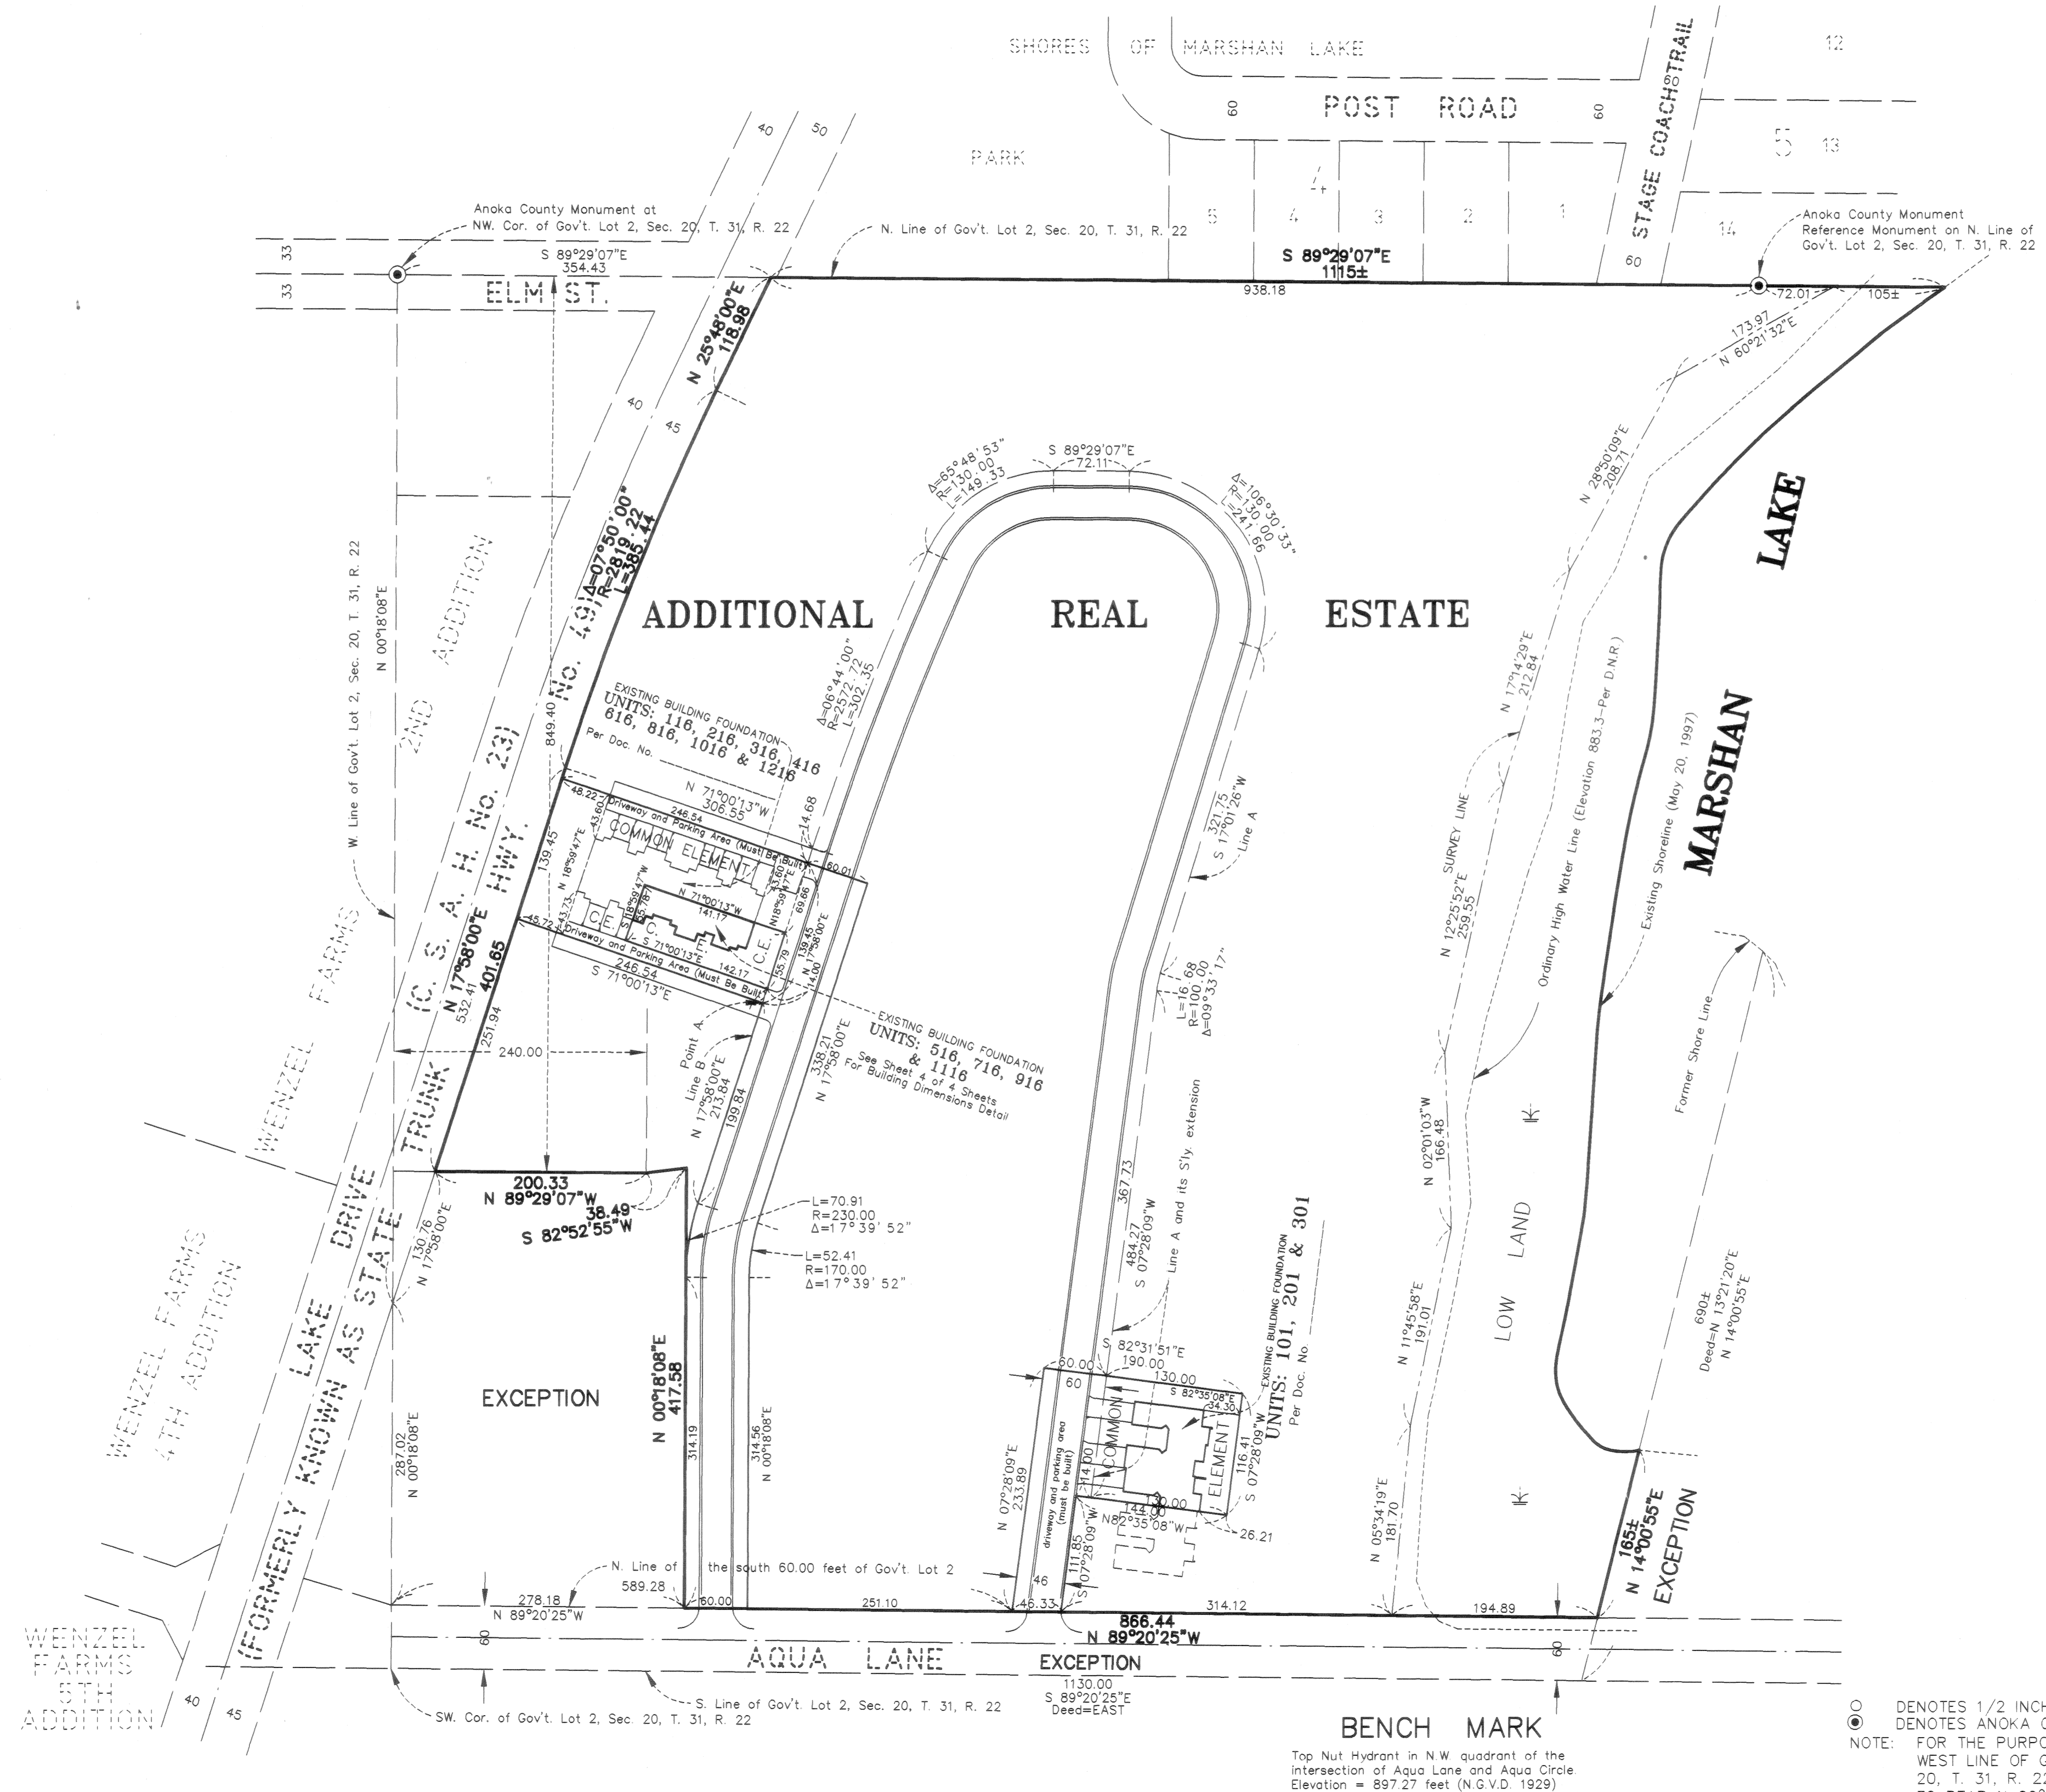 SHORES OF MARSHAN LAKE
60
POST ROAD
60
60
STAGE COACH TRAIL
60
12
5
13
14
PARK
4
5
4
3
2
1
40
50
Anoka County Monument at
NW. Cor. of Gov't. Lot 2, Sec. 20, T. 31, R. 22
N. Line of Gov't. Lot 2, Sec. 20, T. 31, R. 22
Anoka County Monument
Reference Monument on N. Line of
Gov't. Lot 2, Sec. 20, T. 31, R. 22
33
33
S 89°29'07"E
354.43
ELM ST.
S 89°29'07"E
1115±
938.18
72.01
105±
173.97
N 60°21'32"E
N 25°48'00"E
118.98
40
45
N 28°50'09"E
208.71
Δ=65°48'53"
R=130.00
L=149.33
S 89°29'07"E
72.11
Δ=106°30'33"
R=130.00
L=241.66
LAKE
MARSHAN
W. Line of Gov't. Lot 2, Sec. 20, T. 31, R. 22
N 00°18'08"E
2ND ADDITION
Δ=07°50'00"
R=2819.22
L=385.44
ADDITIONAL REAL ESTATE
849.40
Δ=06°44'00"
R=2572.72
L=302.35
N 17°14'29"E
212.84
EXISTING BUILDING FOUNDATION
UNITS: 116, 216, 316, 416
616, 816, 1016 & 1216
Per Doc. No.
N 71°00'13"W
306.55
48.22
246.54
Driveway and Parking Area (Must Be Built)
14.68
60.01
43.60
COMMON ELEMENT
N 18°59'47"E
43.60
N18°59'47"E
69.66
139.45
N 71°00'13"W
141.17
S 18°59'47"W
55.78
43.73
C.E.
C. E.
C.E.
S 71°00'13"E
142.17
139.45
N 17°58'00"E
55.79
14.00
45.72
Driveway and Parking Area (Must Be Built)
246.54
S 71°00'13"E
321.75
S 17°01'26"W
Line A
SURVEY LINE
N 12°25'52"E
259.55
Ordinary High Water Line (Elevation 883.3-Per D.N.R.)
Existing Shoreline (May 20, 1997)
Former Shore Line
L=16.68
R=100.00
Δ=09°33'17"
EXISTING BUILDING FOUNDATION
UNITS: 516, 716, 916
& 1116
See Sheet 4 of 4 Sheets
For Building Dimensions Detail
Point A
Line B
N 17°58'00"E
213.84
199.84
338.21
N 17°58'00"E
WENZEL FARMS
N 17°58'00"E
532.41
401.65
251.94
240.00
LAKE DRIVE (C. S. A. H. No. 23)
(FORMERLY KNOWN AS STATE TRUNK HWY. No. 49)
200.33
N 89°29'07"W
38.49
S 82°52'55"W
130.76
N 17°58'00"E
L=70.91
R=230.00
Δ=17°39'52"
L=52.41
R=170.00
Δ=17°39'52"
367.73
484.27
S 07°28'09"W
Line A and its S'ly. extension
N 02°01'03"W
166.48
LOW LAND
N 11°45'58"E
191.01
690±
Deed=N 13°21'20"E
N 14°00'55"E
WENZEL FARMS
4TH ADDITION
EXCEPTION
N 00°18'08"E
417.58
314.19
314.56
N 00°18'08"E
287.02
N 00°18'08"E
EXISTING BUILDING FOUNDATION
UNITS: 101, 201 & 301
Per Doc. No.
S 82°31'51"E
60.00
190.00
60
130.00
S 82°35'08"E
34.30
COMMON
ELEMENT
116.41
S 07°28'09"W
N 07°28'09"E
233.89
driveway and parking area
(must be built)
14.00
130.00
144.00
N82°35'08"W
26.21
111.85
S 07°28'09"W
46
N 05°34'19"E
181.70
165±
N 14°00'55"E
EXCEPTION
N. Line of the south 60.00 feet of Gov't. Lot 2
589.28
278.18
N 89°20'25"W
60.00
251.10
46.33
314.12
194.89
866.44
N 89°20'25"W
60
60
AQUA LANE
EXCEPTION
1130.00
S 89°20'25"E
Deed=EAST
S. Line of Gov't. Lot 2, Sec. 20, T. 31, R. 22
SW. Cor. of Gov't. Lot 2, Sec. 20, T. 31, R. 22
WENZEL
FARMS
5TH
ADDITION
40
45
BENCH MARK
Top Nut Hydrant in N.W. quadrant of the
intersection of Aqua Lane and Aqua Circle.
Elevation = 897.27 feet (N.G.V.D. 1929)
DENOTES 1/2 INCH
DENOTES ANOKA
NOTE: FOR THE PURPO
WEST LINE OF G
20, T. 31, R. 22